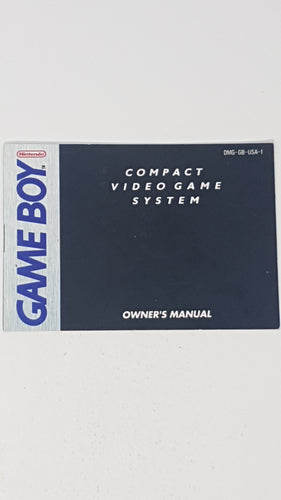 Nintendo
GAME BOY
DMG-GB-USA-1
COMPACT
VIDEO GAME
SYSTEM
OWNER'S MANUAL